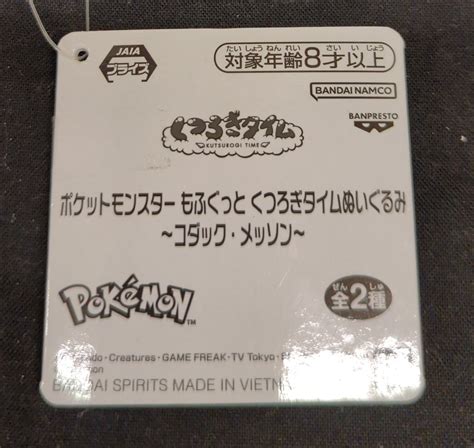 JAIA
プライズ
たいしょうねんれい さい いじょう
対象年齢8才以上
BANDAI NAMCO
BANPRESTO
くつろぎタイム
KUTSUROGI TIME
ポケットモンスター もふぐっと くつろぎタイムぬいぐるみ
~コダック・メッソン~
POKéMON™
ぜん しゅ
全2種
Creatures・GAME FREAK・TV Tokyo・
BANDAI SPIRITS MADE IN VIETNA